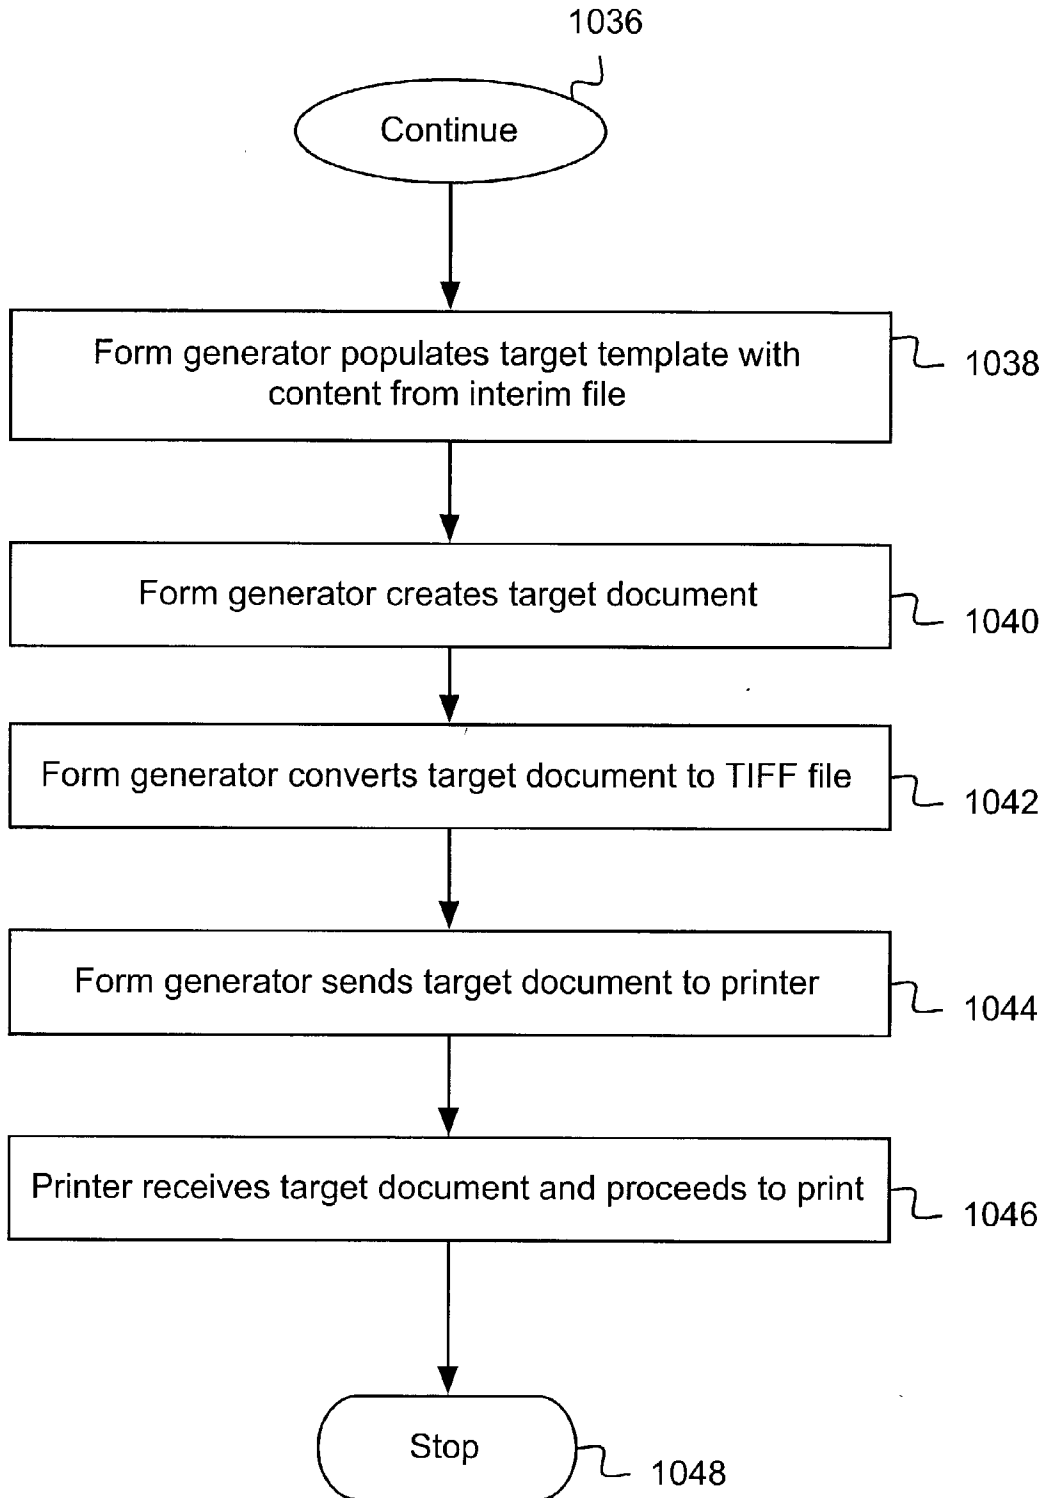 1036
Continue
Form generator populates target template with
content from interim file
1038
Form generator creates target document
1040
Form generator converts target document to TIFF file
1042
Form generator sends target document to printer
1044
Printer receives target document and proceeds to print
1046
Stop
1048